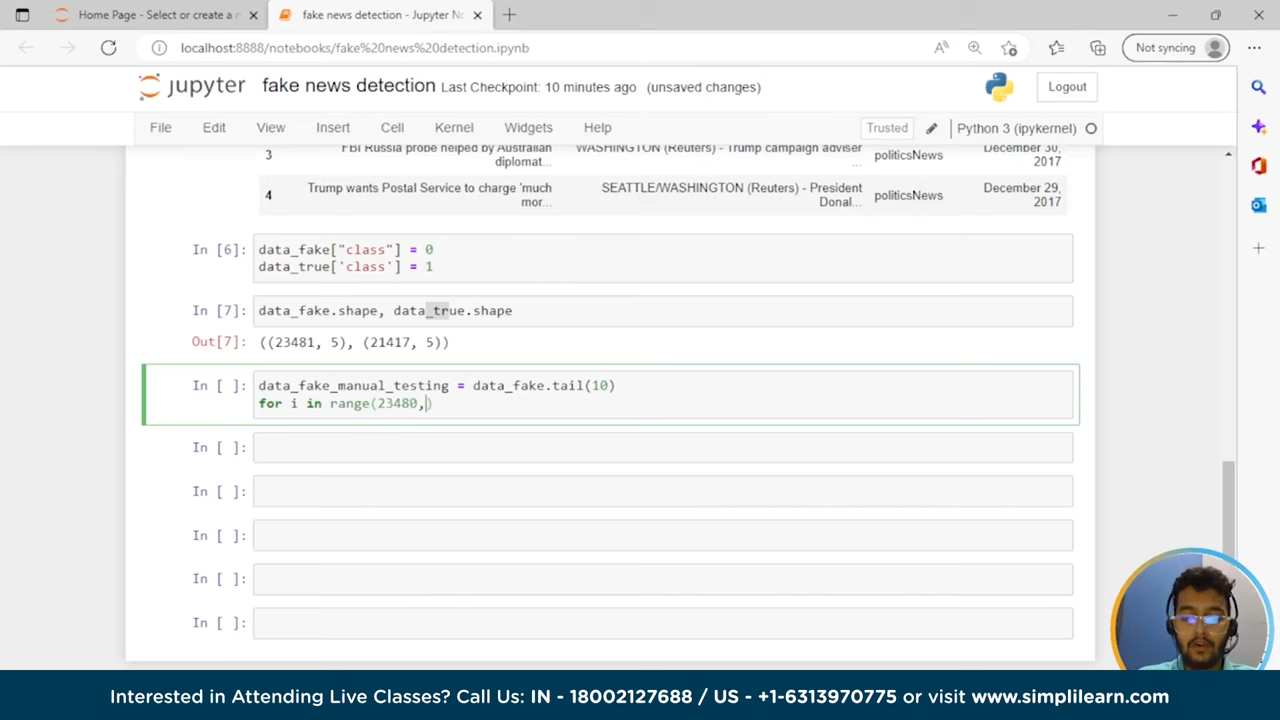 Home Page - Select or create a n
fake news detection - Jupyter No
localhost:8888/notebooks/fake%20news%20detection.ipynb
Not syncing
jupyter fake news detection Last Checkpoint: 10 minutes ago (unsaved changes)
Logout
File Edit View Insert Cell Kernel Widgets Help
Trusted
Python 3 (ipykernel)
3 FBI Russia probe helped by Australian WASHINGTON (Reuters) - Trump campaign adviser politicsNews December 30,
diplomat... ... 2017
4 Trump wants Postal Service to charge 'much SEATTLE/WASHINGTON (Reuters) - President politicsNews December 29,
mor... Donal... 2017
In [6]: data_fake["class"] = 0
data_true['class'] = 1
In [7]: data_fake.shape, data_true.shape
Out[7]: ((23481, 5), (21417, 5))
In [ ]: data_fake_manual_testing = data_fake.tail(10)
for i in range(23480,)
In [ ]:
In [ ]:
In [ ]:
In [ ]:
In [ ]:
Interested in Attending Live Classes? Call Us: IN - 18002127688 / US - +1-6313970775 or visit www.simplilearn.com